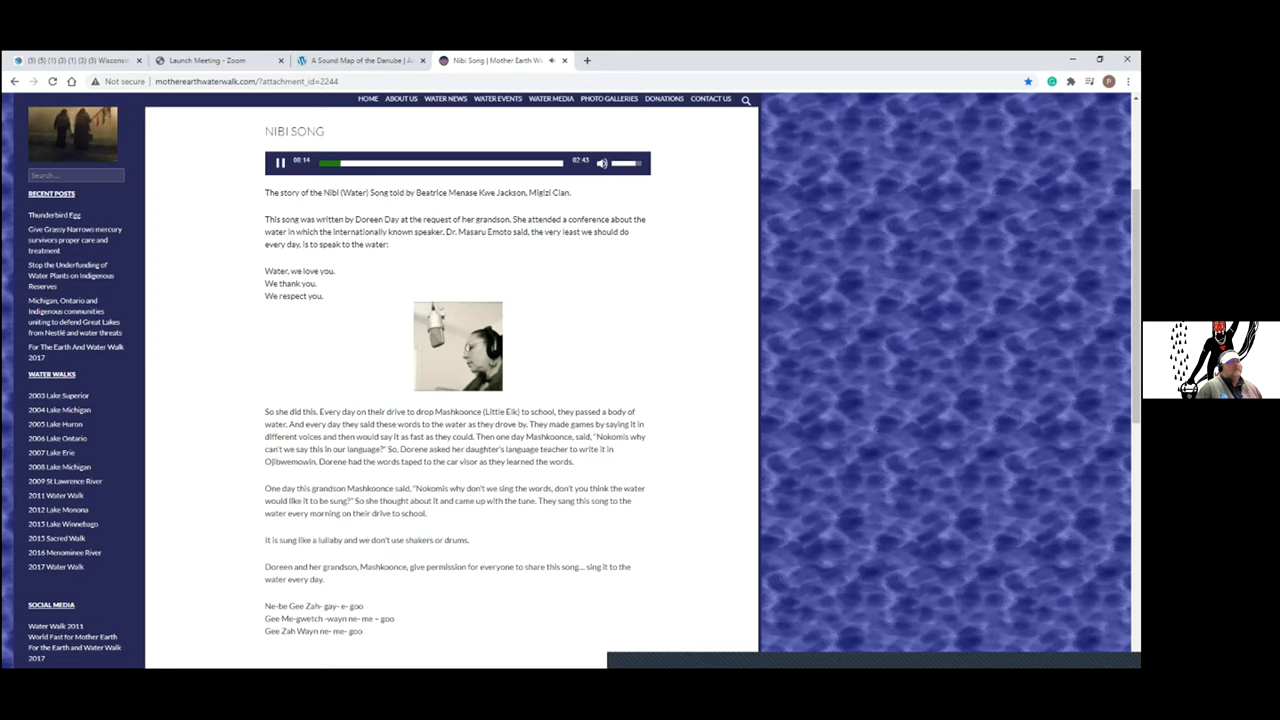 (5) (5) (1) (3) (1) (3) (5) Wisconsin
Launch Meeting - Zoom
A Sound Map of the Danube | A
Nibi Song | Mother Earth Wa
Not secure
motherearthwaterwalk.com/?attachment_id=2244
HOME ABOUT US WATER NEWS WATER EVENTS WATER MEDIA PHOTO GALLERIES DONATIONS CONTACT US
Search ...
RECENT POSTS
Thunderbird Egg
Give Grassy Narrows mercury
survivors proper care and
treatment
Stop the Underfunding of
Water Plants on Indigenous
Reserves
Michigan, Ontario and
Indigenous communities
uniting to defend Great Lakes
from Nestlé and water threats
For The Earth And Water Walk
2017
WATER WALKS
2003 Lake Superior
2004 Lake Michigan
2005 Lake Huron
2006 Lake Ontario
2007 Lake Erie
2008 Lake Michigan
2009 St Lawrence River
2011 Water Walk
2012 Lake Monona
2015 Lake Winnebago
2015 Sacred Walk
2016 Menominee River
2017 Water Walk
SOCIAL MEDIA
Water Walk 2011
World Fast for Mother Earth
For the Earth and Water Walk
2017
NIBI SONG
00:14 02:43
The story of the Nibi (Water) Song told by Beatrice Menase Kwe Jackson, Migizi Clan.
This song was written by Doreen Day at the request of her grandson. She attended a conference about the
water in which the internationally known speaker, Dr. Masaru Emoto said, the very least we should do
every day, is to speak to the water:
Water, we love you.
We thank you.
We respect you.
So she did this. Every day on their drive to drop Mashkoonce (Little Elk) to school, they passed a body of
water. And every day they said these words to the water as they drove by. They made games by saying it in
different voices and then would say it as fast as they could. Then one day Mashkoonce, said, "Nokomis why
can't we say this in our language?" So, Dorene asked her daughter's language teacher to write it in
Ojibwemowin. Dorene had the words taped to the car visor as they learned the words.
One day this grandson Mashkoonce said, "Nokomis why don't we sing the words, don't you think the water
would like it to be sung?" So she thought about it and came up with the tune. They sang this song to the
water every morning on their drive to school.
It is sung like a lullaby and we don't use shakers or drums.
Doreen and her grandson, Mashkoonce, give permission for everyone to share this song... sing it to the
water every day.
Ne-be Gee Zah- gay- e- goo
Gee Me-gwetch -wayn ne- me – goo
Gee Zah Wayn ne- me- goo